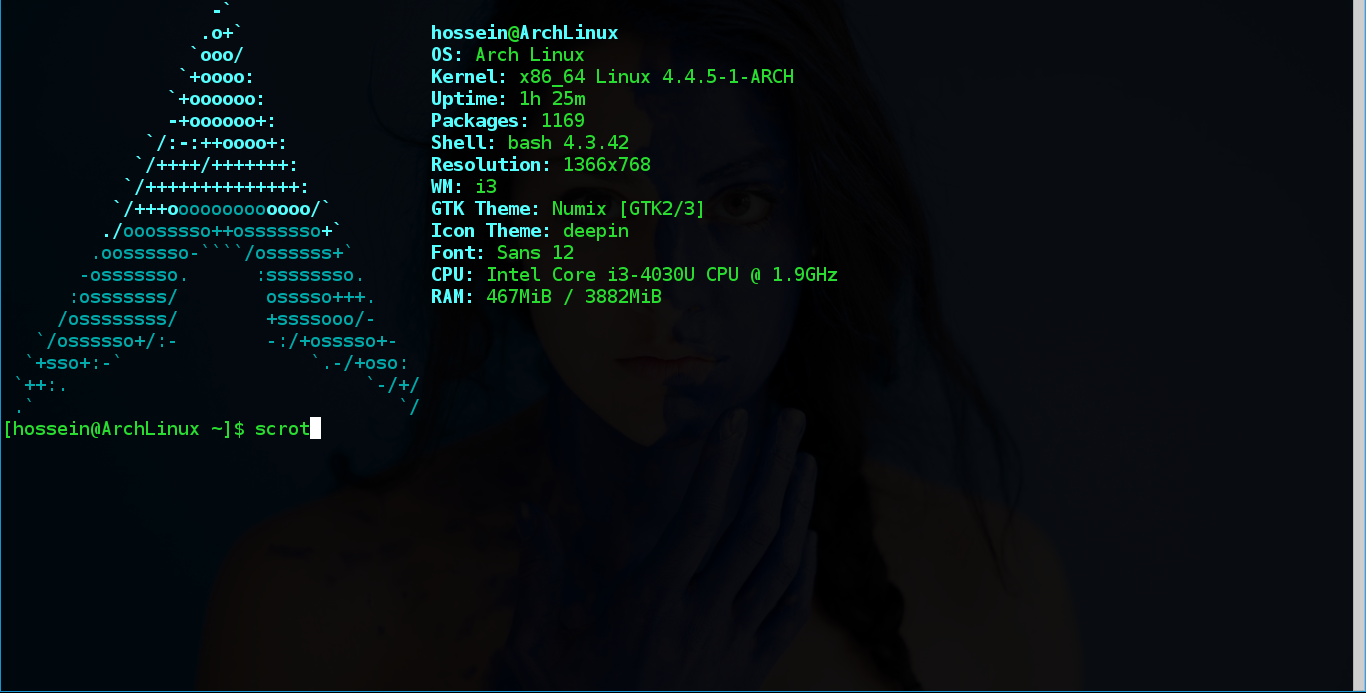 -`
                  .o+`                 hossein@ArchLinux
                 `ooo/                 OS: Arch Linux
                `+oooo:                Kernel: x86_64 Linux 4.4.5-1-ARCH
               `+oooooo:               Uptime: 1h 25m
               -+oooooo+:              Packages: 1169
             `/:-:++oooo+:             Shell: bash 4.3.42
            `/++++/+++++++:            Resolution: 1366x768
           `/++++++++++++++:           WM: i3
          `/+++ooooooooooooo/`         GTK Theme: Numix [GTK2/3]
         ./ooosssso++osssssso+`        Icon Theme: deepin
        .oossssso-````/ossssss+`       Font: Sans 12
       -osssssso.      :ssssssso.      CPU: Intel Core i3-4030U CPU @ 1.9GHz
      :osssssss/        osssso+++.     RAM: 467MiB / 3882MiB
     /ossssssss/        +ssssooo/-
   `/ossssso+/:-        -:/+osssso+-
  `+sso+:-`                 `.-/+oso:
 `++:.                           `-/+/
 .`                                 `/
[hossein@ArchLinux ~]$ scrot